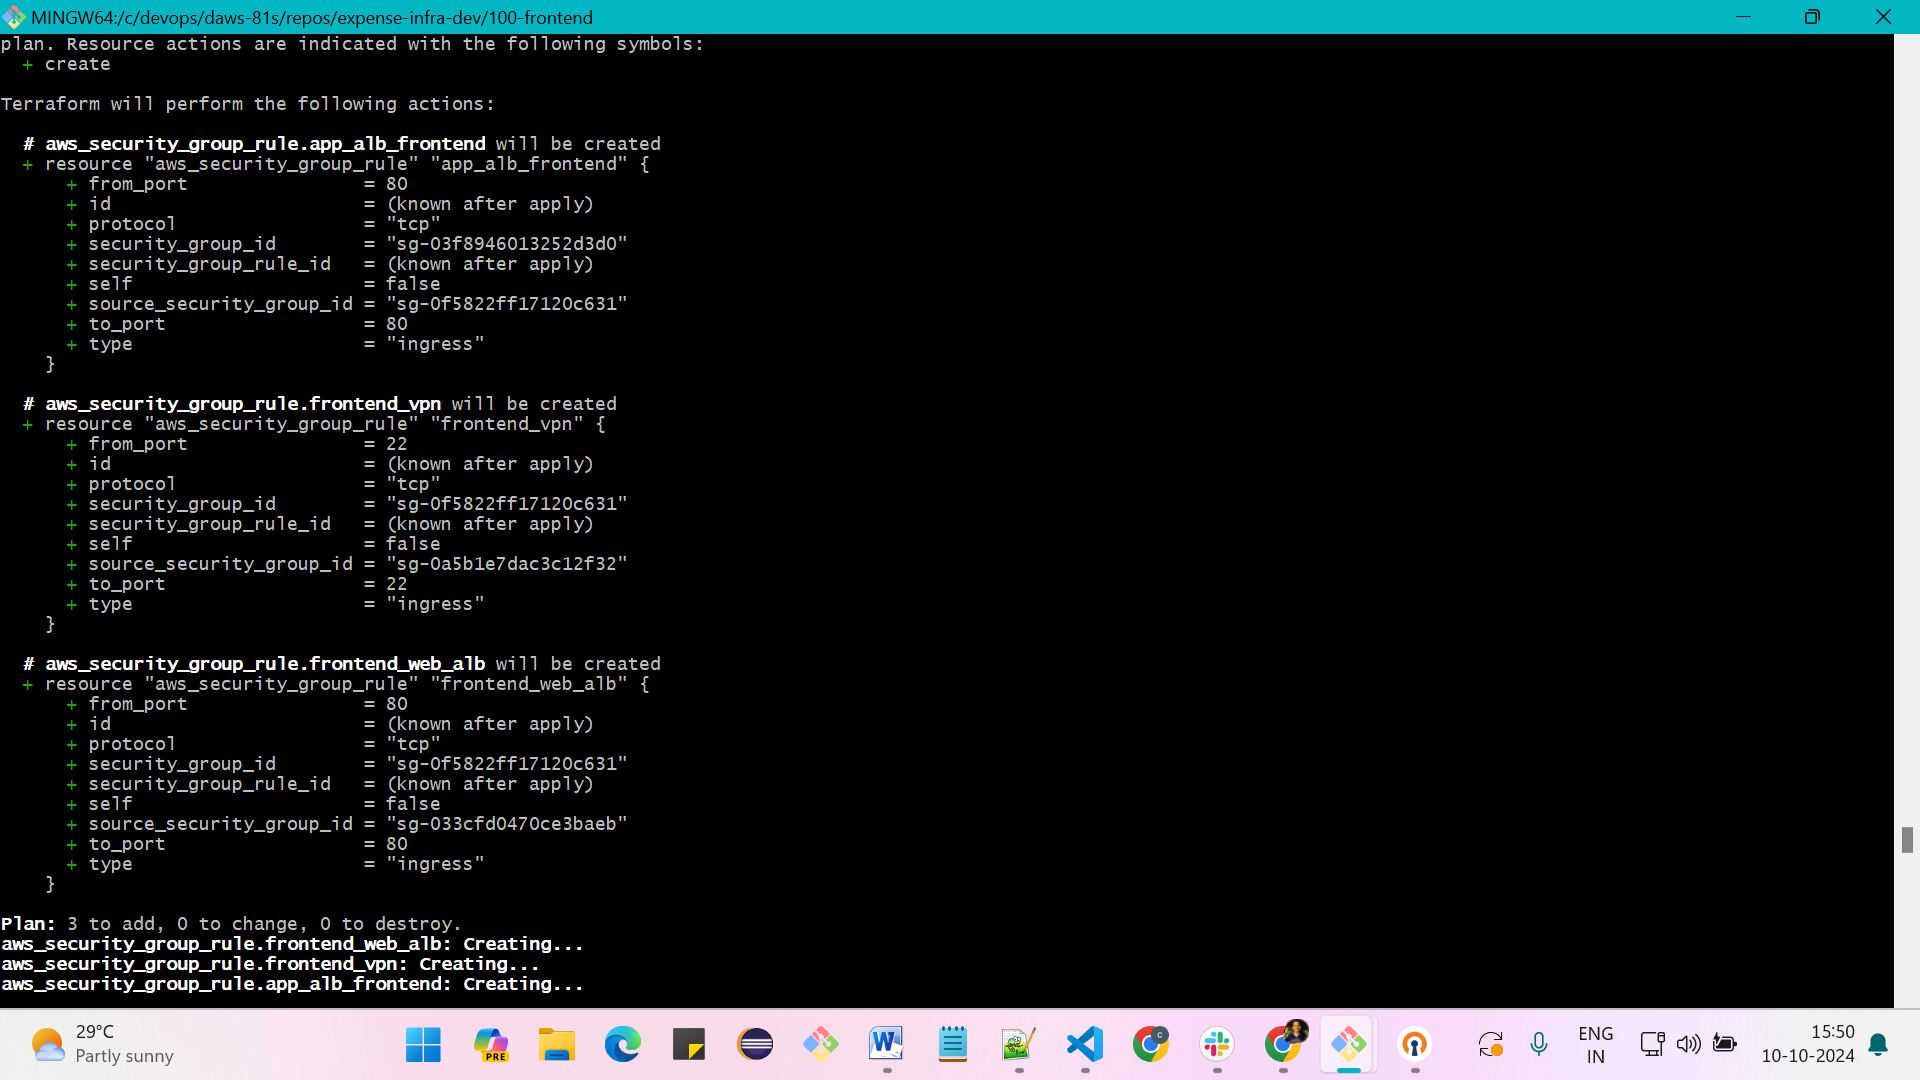 MINGW64:/c/devops/daws-81s/repos/expense-infra-dev/100-frontend
plan. Resource actions are indicated with the following symbols:
  + create

Terraform will perform the following actions:

  # aws_security_group_rule.app_alb_frontend will be created
  + resource "aws_security_group_rule" "app_alb_frontend" {
      + from_port                = 80
      + id                       = (known after apply)
      + protocol                 = "tcp"
      + security_group_id        = "sg-03f8946013252d3d0"
      + security_group_rule_id   = (known after apply)
      + self                     = false
      + source_security_group_id = "sg-0f5822ff17120c631"
      + to_port                  = 80
      + type                     = "ingress"
    }

  # aws_security_group_rule.frontend_vpn will be created
  + resource "aws_security_group_rule" "frontend_vpn" {
      + from_port                = 22
      + id                       = (known after apply)
      + protocol                 = "tcp"
      + security_group_id        = "sg-0f5822ff17120c631"
      + security_group_rule_id   = (known after apply)
      + self                     = false
      + source_security_group_id = "sg-0a5b1e7dac3c12f32"
      + to_port                  = 22
      + type                     = "ingress"
    }

  # aws_security_group_rule.frontend_web_alb will be created
  + resource "aws_security_group_rule" "frontend_web_alb" {
      + from_port                = 80
      + id                       = (known after apply)
      + protocol                 = "tcp"
      + security_group_id        = "sg-0f5822ff17120c631"
      + security_group_rule_id   = (known after apply)
      + self                     = false
      + source_security_group_id = "sg-033cfd0470ce3baeb"
      + to_port                  = 80
      + type                     = "ingress"
    }

Plan: 3 to add, 0 to change, 0 to destroy.
aws_security_group_rule.frontend_web_alb: Creating...
aws_security_group_rule.frontend_vpn: Creating...
aws_security_group_rule.app_alb_frontend: Creating...
29°C
Partly sunny
PRE
W
C
ENG
IN
15:50
10-10-2024